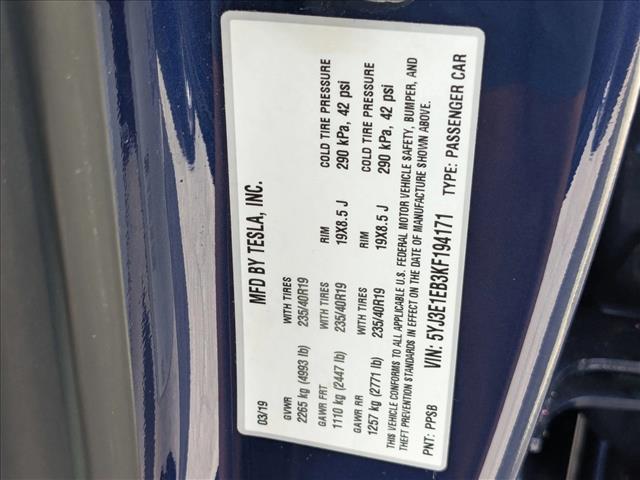 03/19 MFD BY TESLA, INC.
GVWR WITH TIRES RIM COLD TIRE PRESSURE
2265 kg (4993 lb) 235/40R19 19X8.5 J 290 kPa, 42 psi
GAWR FRT WITH TIRES RIM COLD TIRE PRESSURE
1110 kg (2447 lb) 235/40R19 19X8.5 J 290 kPa, 42 psi
GAWR RR
1257 kg (2771 lb) 235/40R19
THIS VEHICLE CONFORMS TO ALL APPLICABLE U.S. FEDERAL MOTOR VEHICLE SAFETY, BUMPER, AND
THEFT PREVENTION STANDARDS IN EFFECT ON THE DATE OF MANUFACTURE SHOWN ABOVE.
PNT: PPSB VIN: 5YJ3E1EB3KF194171 TYPE: PASSENGER CAR